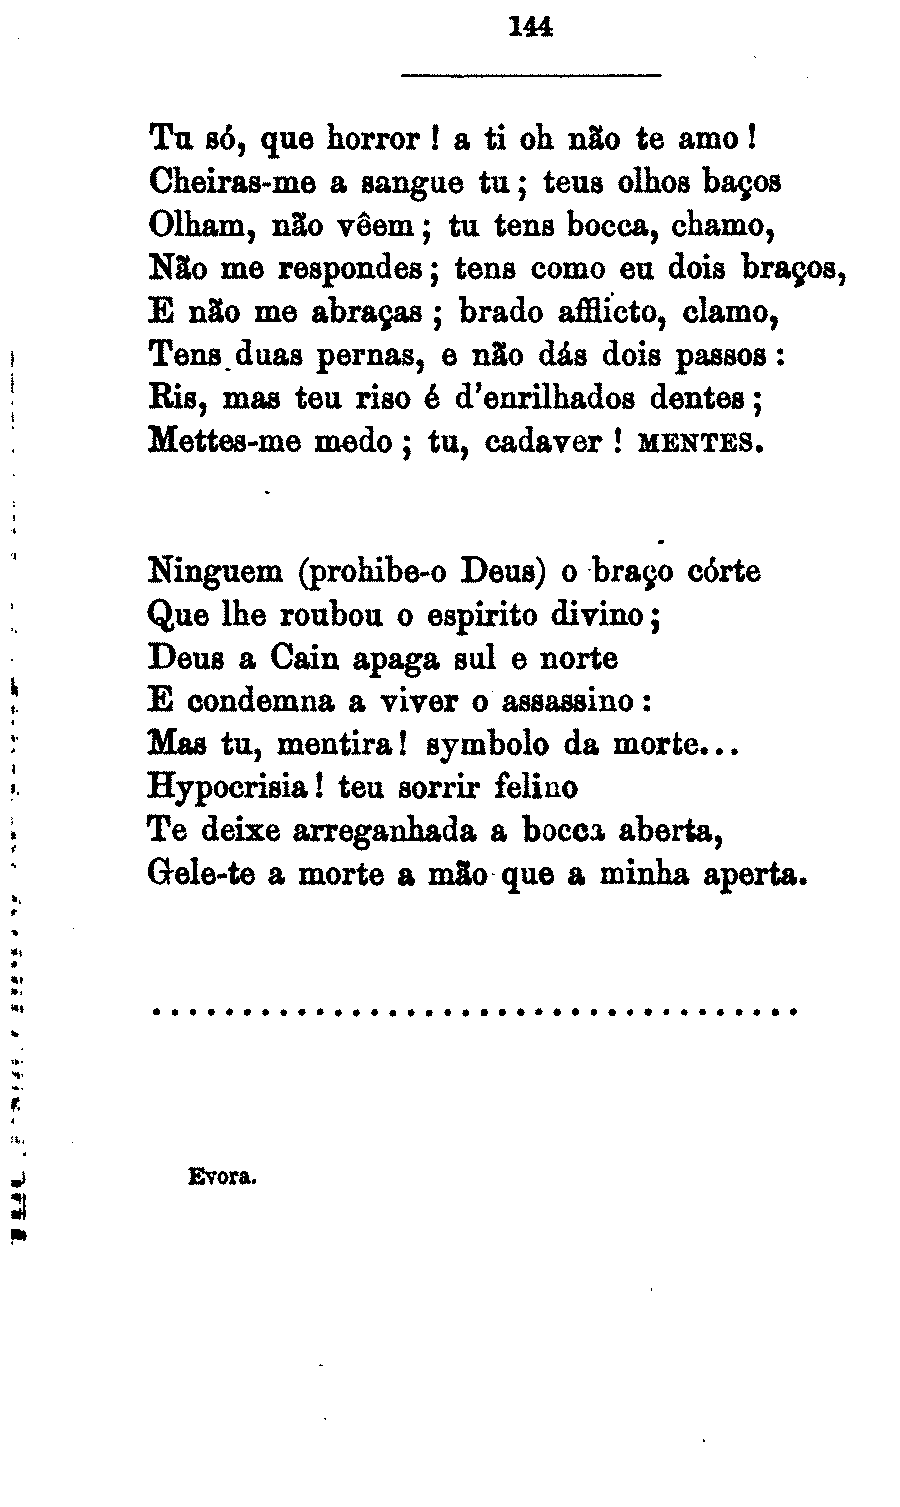 144
Tu só, que horror ! a ti oh não te amo !
Cheiras-me a sangue tu ; teus olhos baços
Olham, não vêem ; tu tens bocca, chamo,
Não me respondes ; tens como eu dois braços,
E não me abraças ; brado afflicto, clamo,
Tens duas pernas, e não dás dois passos :
Ris, mas teu riso é d'enrilhados dentes ;
Mettes-me medo ; tu, cadaver ! MENTES.
Ninguem (prohibe-o Deus) o braço córte
Que lhe roubou o espirito divino ;
Deus a Cain apaga sul e norte
E condemna a viver o assassino :
Mas tu, mentira! symbolo da morte...
Hypocrisia! teu sorrir felino
Te deixe arreganhada a bocca aberta,
Gele-te a morte a mão que a minha aperta.
....................................
Evora.